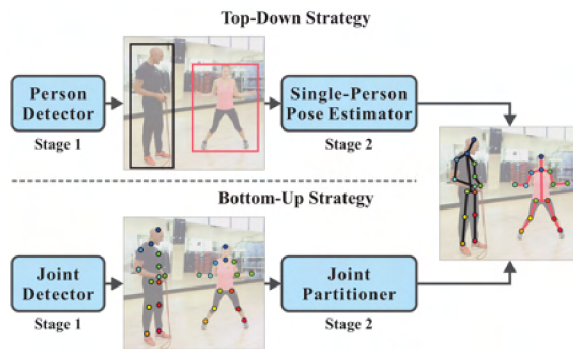 Top-Down Strategy
Person
Detector
Stage 1
Single-Person
Pose Estimator
Stage 2
Bottom-Up Strategy
Joint
Detector
Stage 1
Joint
Partitioner
Stage 2